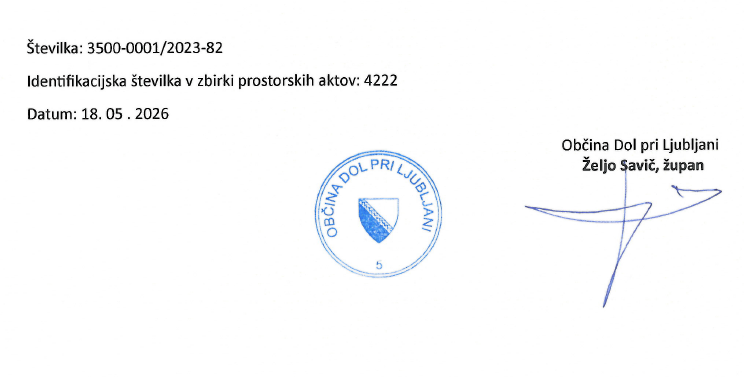 Številka: 3500-0001/2023-82
Identifikacijska številka v zbirki prostorskih aktov: 4222
Datum: 18. 05 . 2026
Občina Dol pri Ljubljani
Željo Savič, župan
OBČINA DOL PRI LJUBLJANI
5